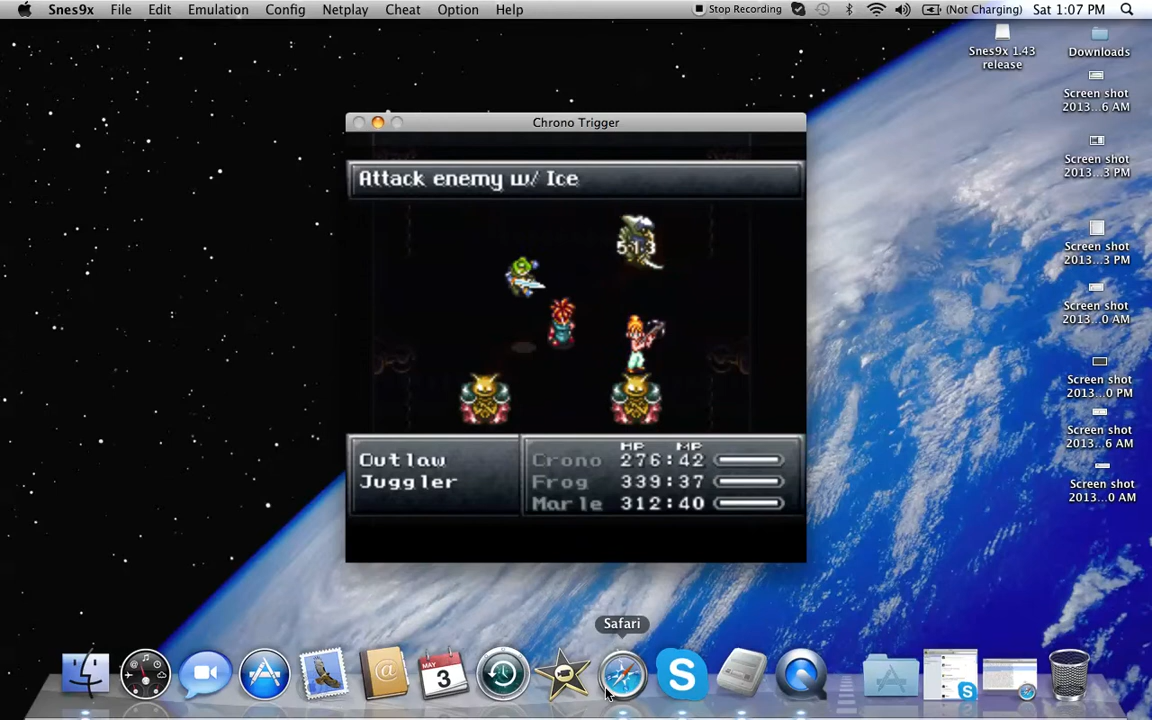 Snes9x File Edit Emulation Config Netplay Cheat Option Help Stop Recording (Not Charging) Sat 1:07 PM
Snes9x 1.43
release
Downloads
Screen shot
2013...6 AM
Chrono Trigger
Screen shot
2013...3 PM
Attack enemy w/ Ice
513
Screen shot
2013...3 PM
Screen shot
2013...0 AM
Screen shot
2013...0 PM
Screen shot
2013...6 AM
Screen shot
2013...0 AM
HP MP
Outlaw Crono 276:42
Juggler Frog 339:37
Marle 312:40
Safari
MAY
3